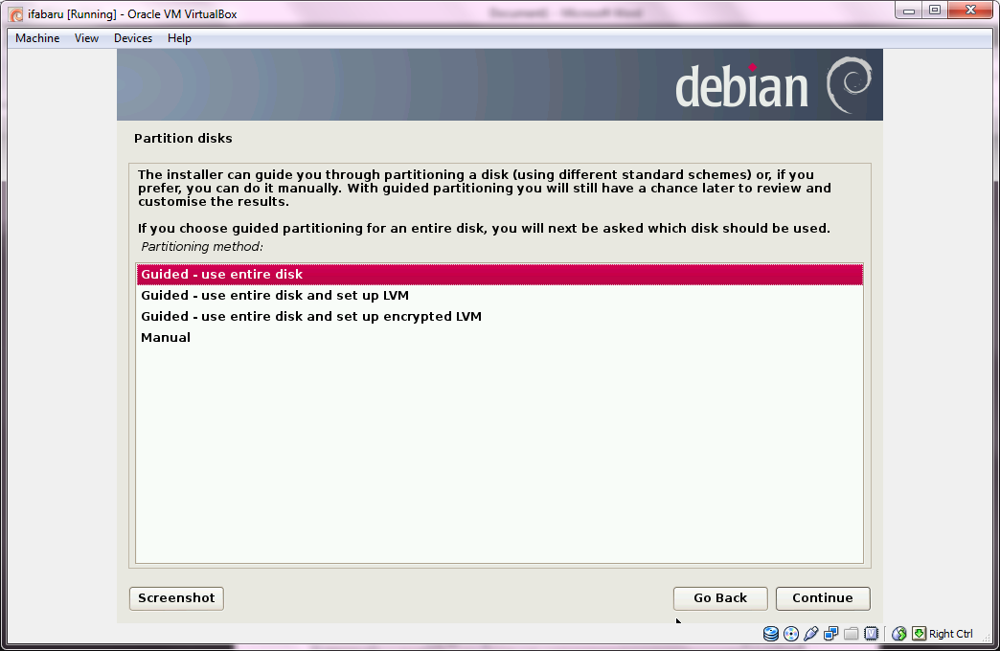 ifabaru [Running] - Oracle VM VirtualBox
Machine View Devices Help
debian
Partition disks
The installer can guide you through partitioning a disk (using different standard schemes) or, if you
prefer, you can do it manually. With guided partitioning you will still have a chance later to review and
customise the results.
If you choose guided partitioning for an entire disk, you will next be asked which disk should be used.
Partitioning method:
Guided - use entire disk
Guided - use entire disk and set up LVM
Guided - use entire disk and set up encrypted LVM
Manual
Screenshot Go Back Continue
Right Ctrl